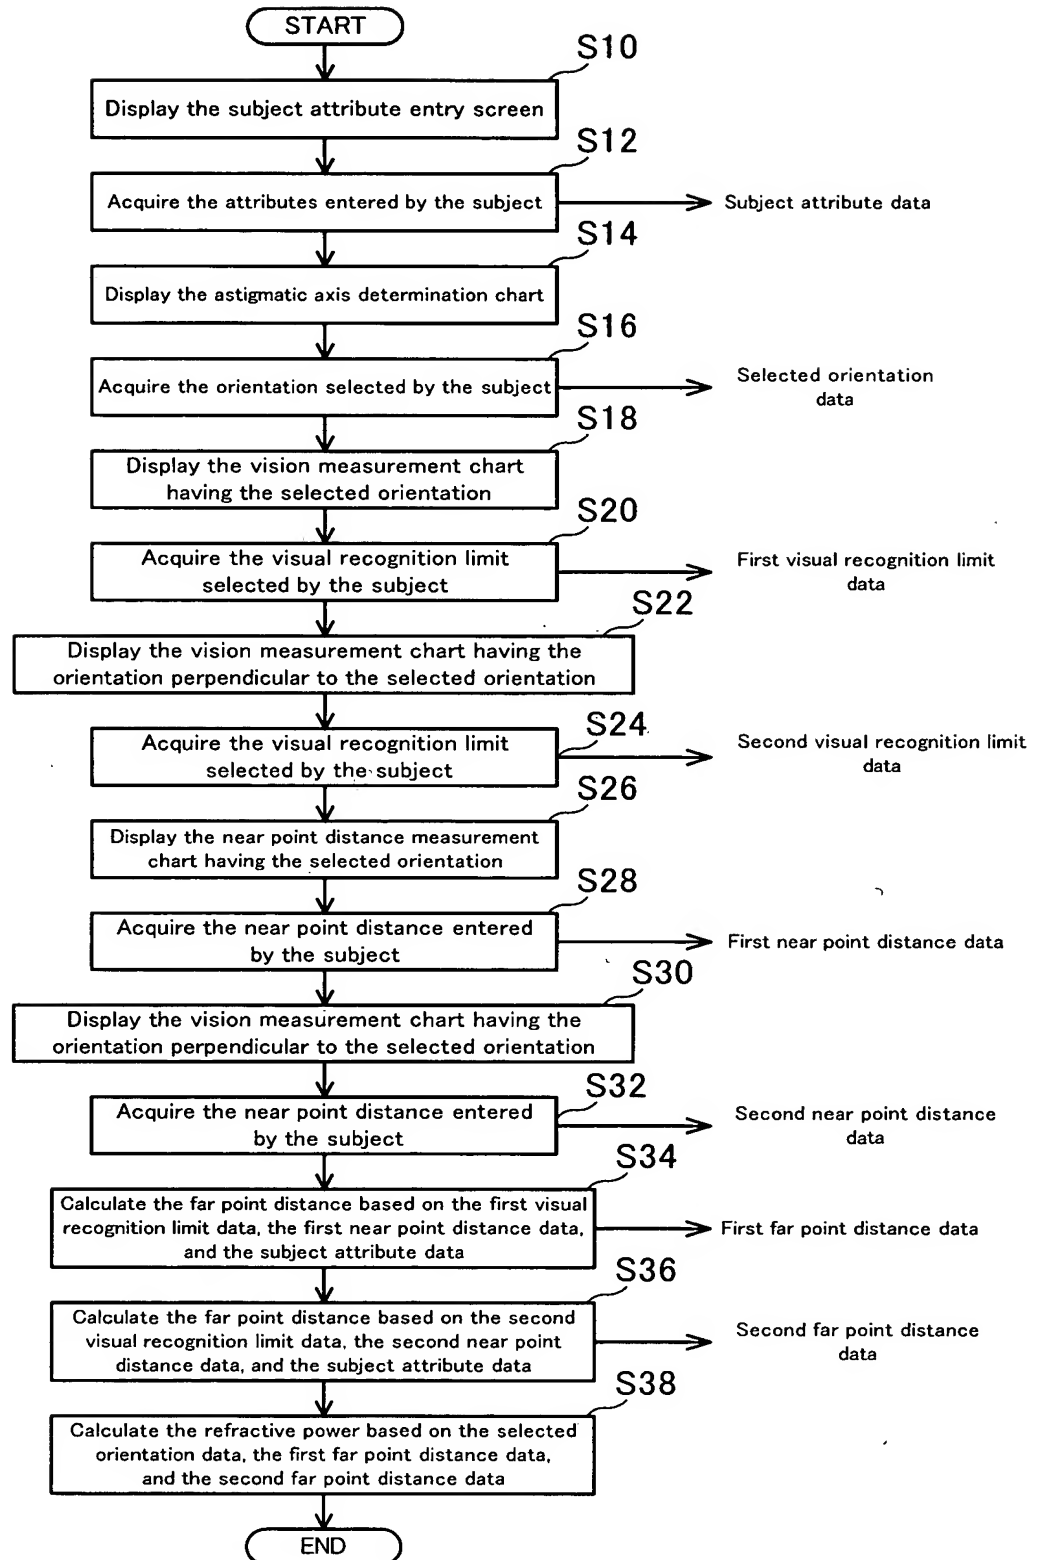 START
S10
Display the subject attribute entry screen
S12
Acquire the attributes entered by the subject
Subject attribute data
S14
Display the astigmatic axis determination chart
S16
Acquire the orientation selected by the subject
Selected orientation
data
S18
Display the vision measurement chart
having the selected orientation
S20
Acquire the visual recognition limit
selected by the subject
First visual recognition limit
data
S22
Display the vision measurement chart having the
orientation perpendicular to the selected orientation
S24
Acquire the visual recognition limit
selected by the subject
Second visual recognition limit
data
S26
Display the near point distance measurement
chart having the selected orientation
S28
Acquire the near point distance entered
by the subject
First near point distance data
S30
Display the vision measurement chart having the
orientation perpendicular to the selected orientation
S32
Acquire the near point distance entered
by the subject
Second near point distance
data
S34
Calculate the far point distance based on the first visual
recognition limit data, the first near point distance data,
and the subject attribute data
First far point distance data
S36
Calculate the far point distance based on the second
visual recognition limit data, the second near point
distance data, and the subject attribute data
Second far point distance
data
S38
Calculate the refractive power based on the selected
orientation data, the first far point distance data,
and the second far point distance data
END